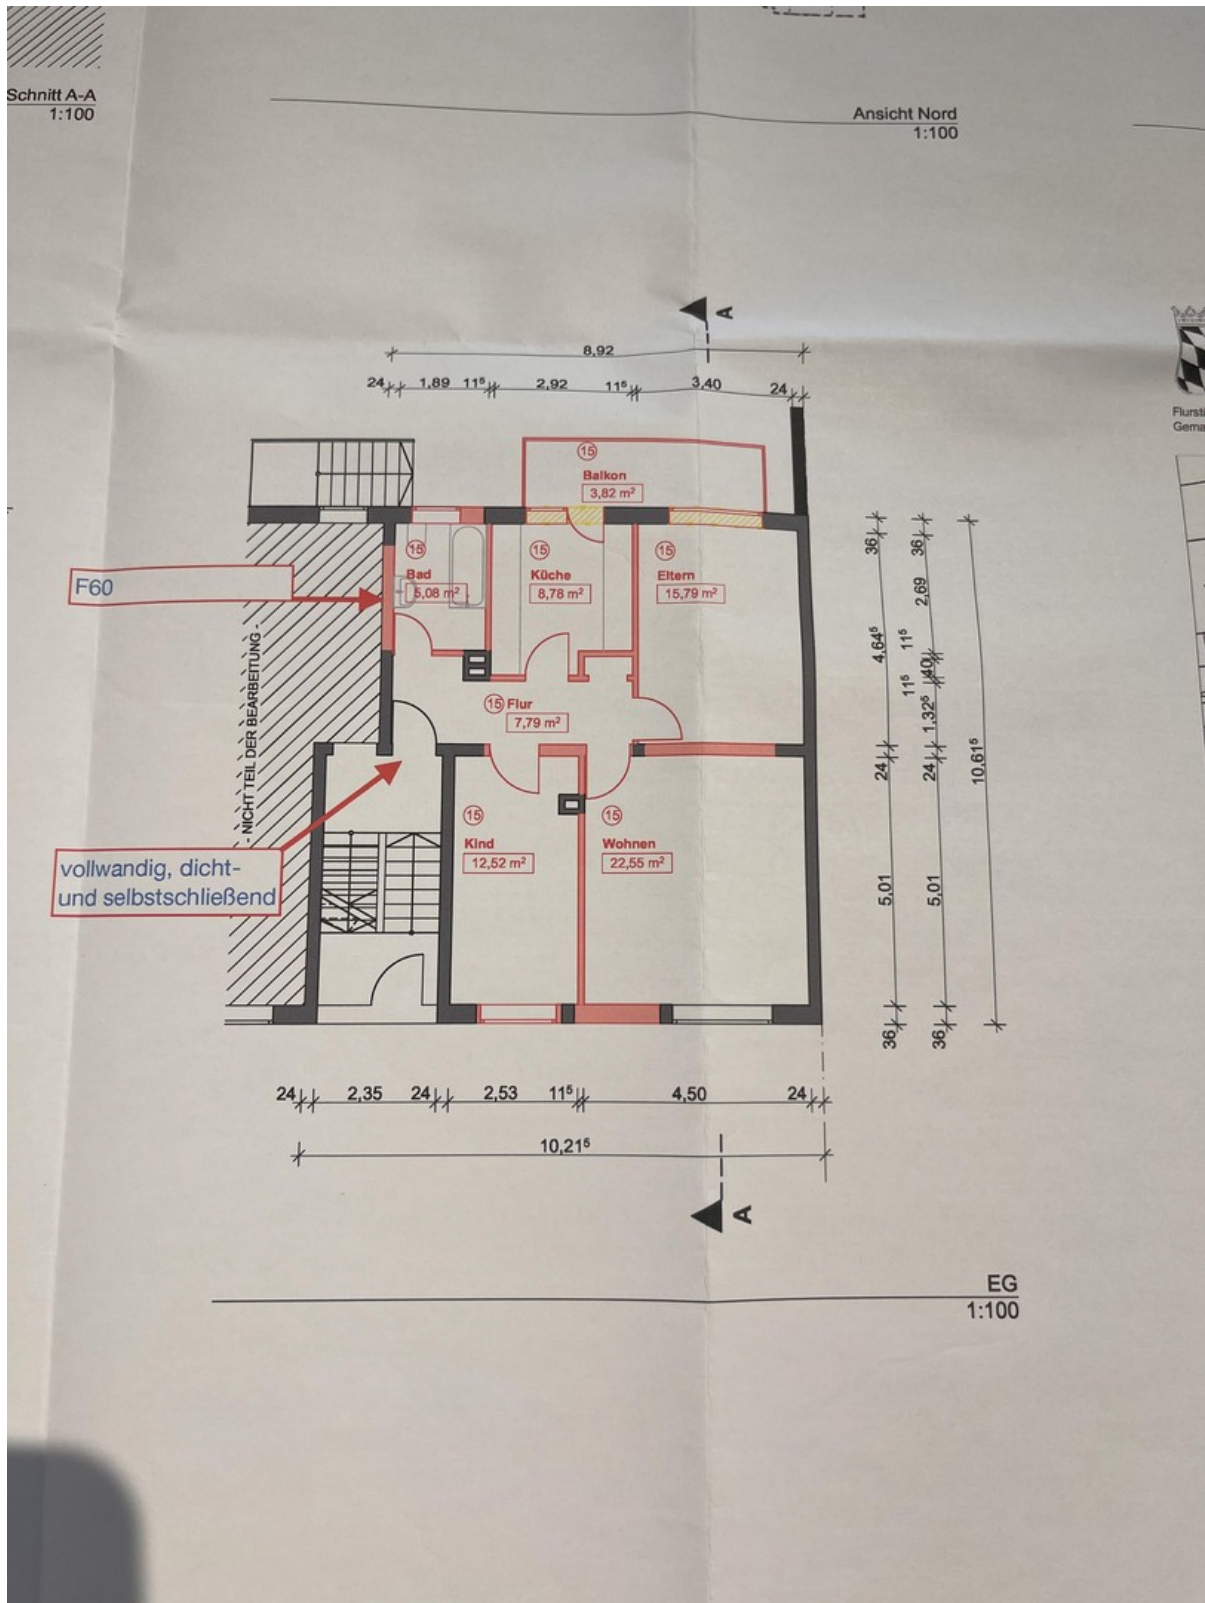 Schnitt A-A
1:100
Ansicht Nord
1:100
A
8,92
24 1,89 11⁵ 2,92 11⁵ 3,40 24
Flurst
Gema
15
Balkon
3,82 m²
15
Bad
5,08 m²
15
Küche
8,78 m²
15
Eltern
15,79 m²
F60
- NICHT TEIL DER BEARBEITUNG -
15 Flur
7,79 m²
15
Kind
12,52 m²
15
Wohnen
22,55 m²
vollwandig, dicht-
und selbstschließend
36 4,64⁵ 24 5,01 36
11⁵ 11⁵
36 2,69 40 1,32⁵ 24 5,01 36
10,61⁵
24 2,35 24 2,53 11⁵ 4,50 24
10,21⁵
A
EG
1:100